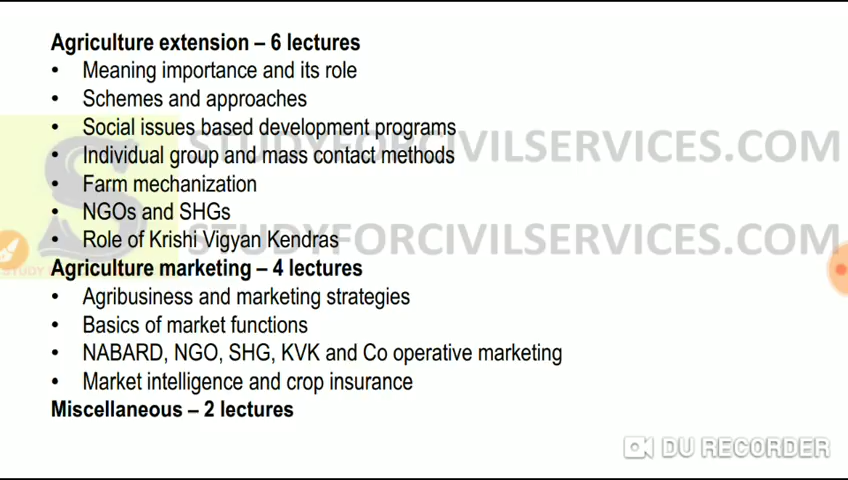 Agriculture extension – 6 lectures
• Meaning importance and its role
• Schemes and approaches
• Social issues based development programs
STUDYFORCIVILSERVICES.COM
• Individual group and mass contact methods
• Farm mechanization
• NGOs and SHGs
• Role of Krishi Vigyan Kendras
STUDYFORCIVILSERVICES.COM
STUDY
Agriculture marketing – 4 lectures
• Agribusiness and marketing strategies
• Basics of market functions
• NABARD, NGO, SHG, KVK and Co operative marketing
• Market intelligence and crop insurance
Miscellaneous – 2 lectures
DU RECORDER